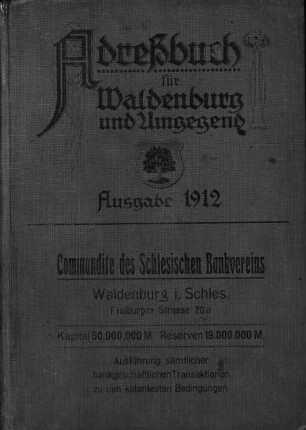 Adreßbuch
für
Waldenburg
und Umgegend
Ausgabe 1912
Commandite des Schlesischen Bankvereins
Waldenburg i. Schles.
Freiburger Strasse 20a
Kapital 50.000,000 M. Reserven 19.000.000 M.
Ausführung sämtlicher
bankgeschäftlichen Transaktionen
zu den kulantesten Bedingungen.